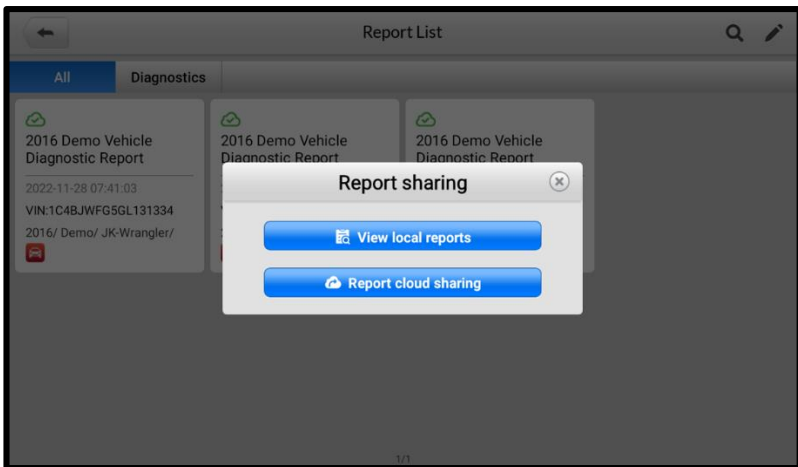 Report List
All
Diagnostics
2016 Demo Vehicle
Diagnostic Report
2022-11-28 07:41:03
VIN:1C4BJWFG5GL131334
2016/ Demo/ JK-Wrangler/
2016 Demo Vehicle
Diagnostic Report
2016 Demo Vehicle
Diagnostic Report
Report sharing
View local reports
Report cloud sharing
1/1